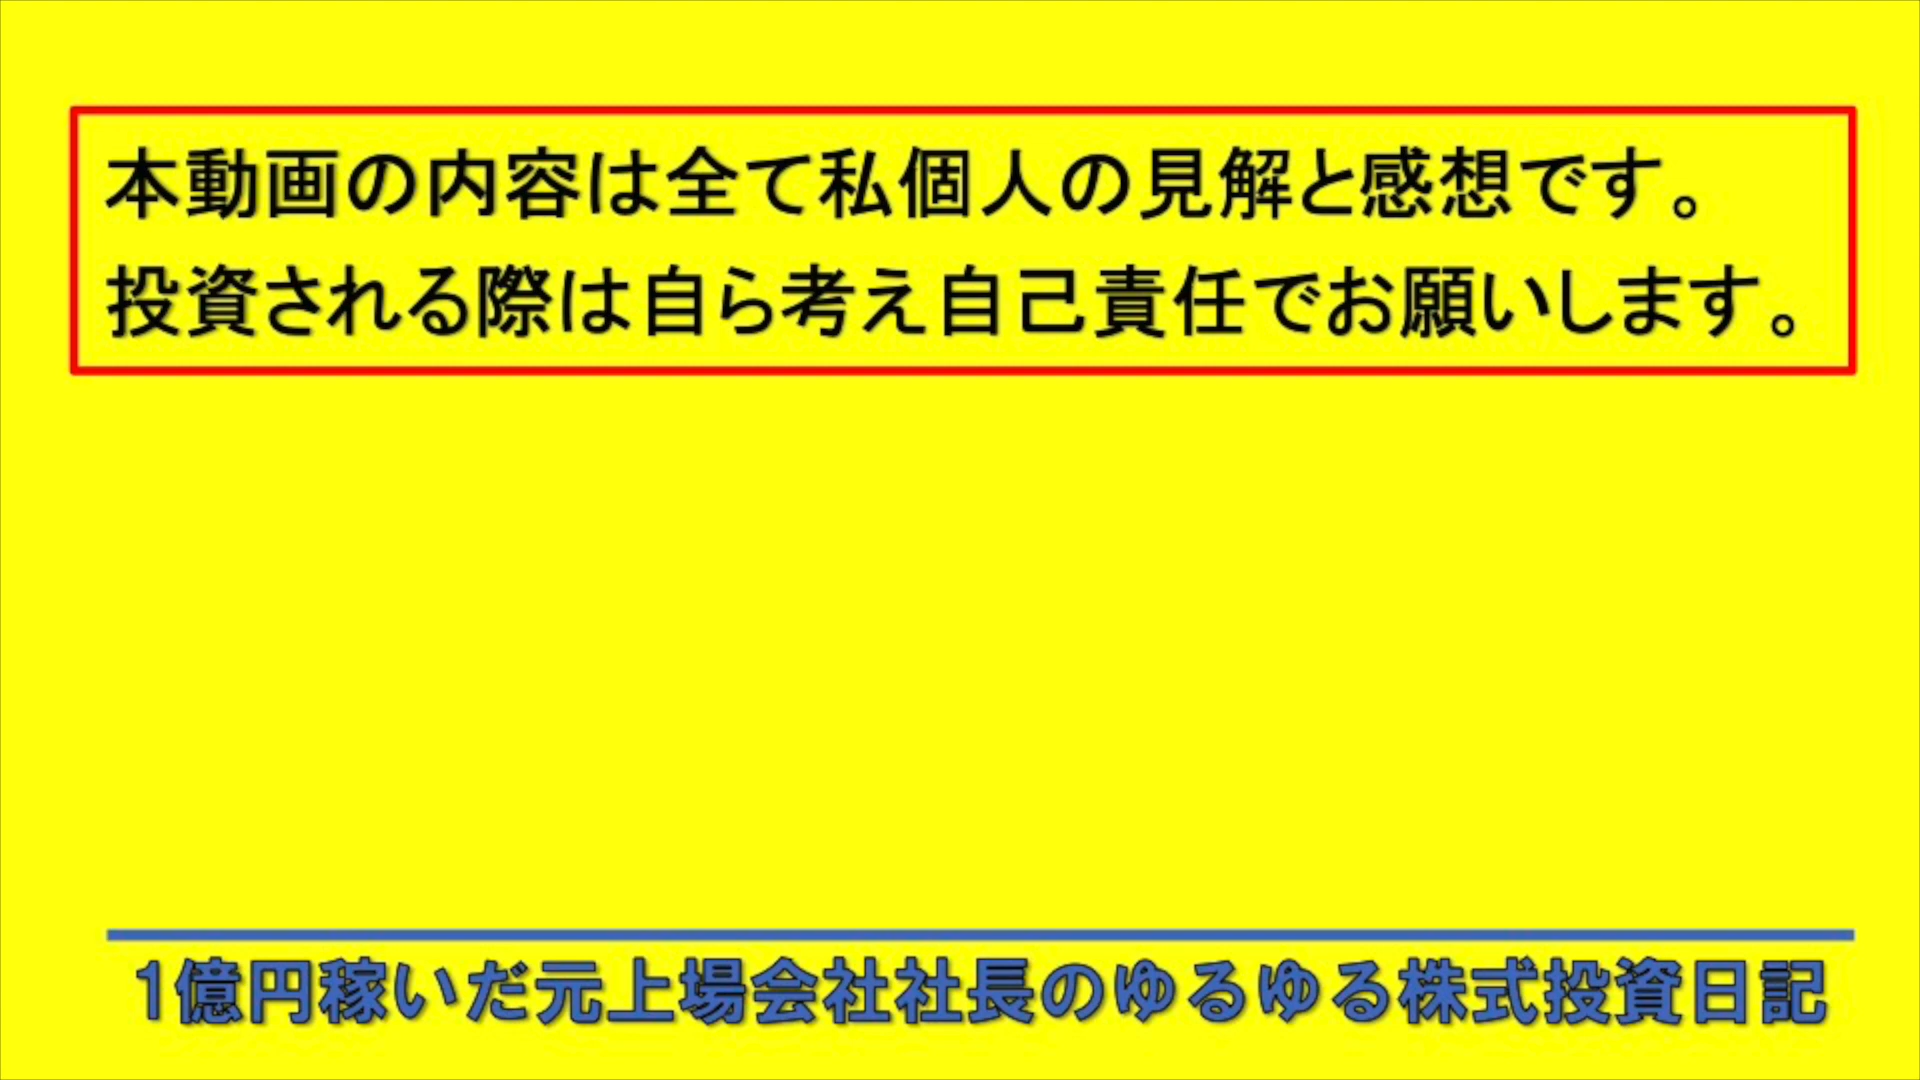 本動画の内容は全て私個人の見解と感想です。
投資される際は自ら考え自己責任でお願いします。
1億円稼いだ元上場会社社長のゆるゆる株式投資日記